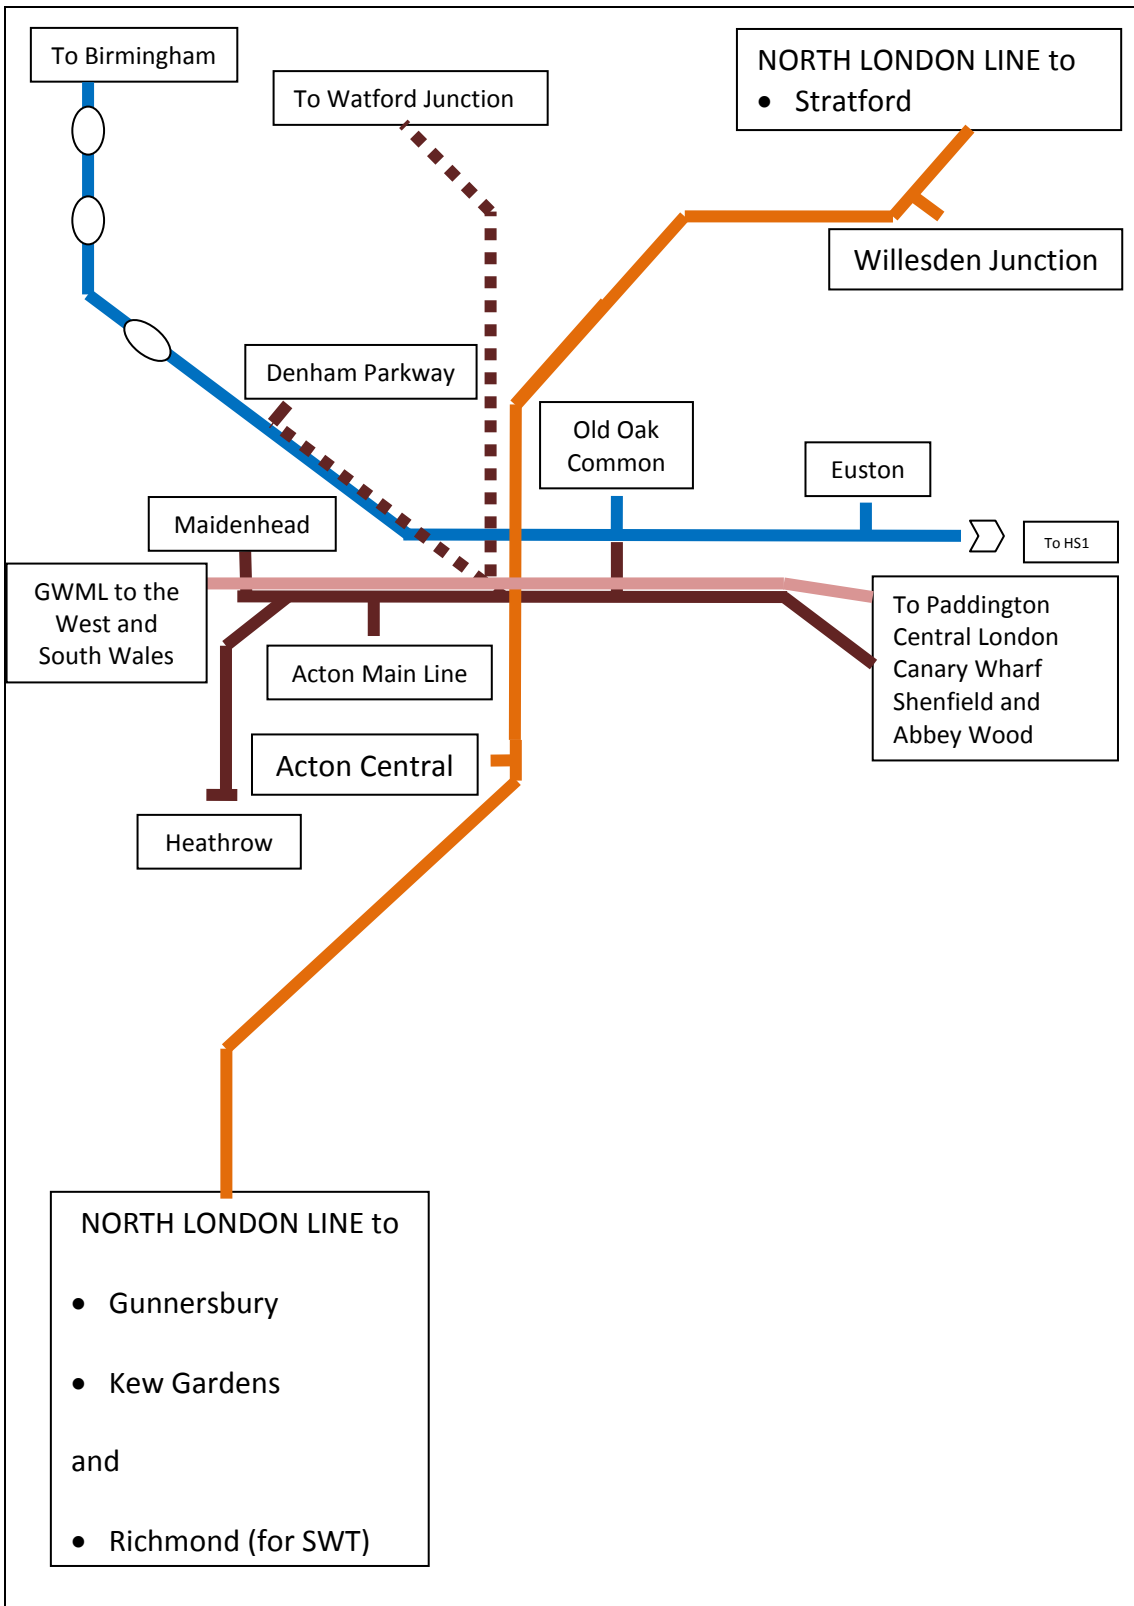 To Birmingham
To Watford Junction
NORTH LONDON LINE to
• Stratford
Willesden Junction
Denham Parkway
Old Oak
Common
Euston
Maidenhead
To HS1
GWML to the
West and
South Wales
To Paddington
Central London
Canary Wharf
Shenfield and
Abbey Wood
Acton Main Line
Acton Central
Heathrow
NORTH LONDON LINE to
• Gunnersbury
• Kew Gardens
and
• Richmond (for SWT)